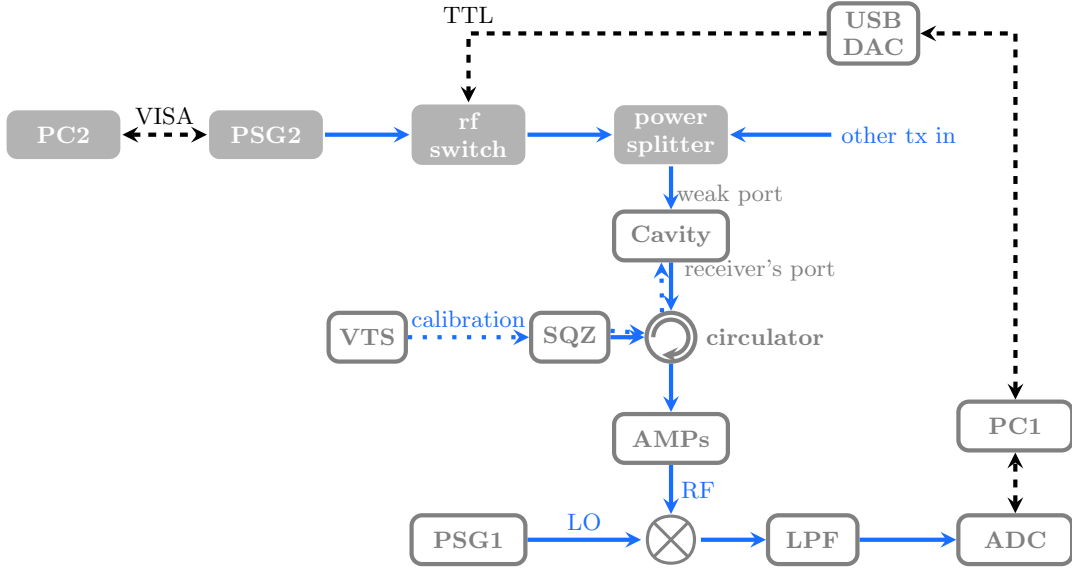 TTL
USB
DAC
VISA
PC2
PSG2
rf
switch
power
splitter
other tx in
weak port
Cavity
receiver's port
VTS
calibration
SQZ
circulator
AMPs
PC1
RF
PSG1
LO
LPF
ADC